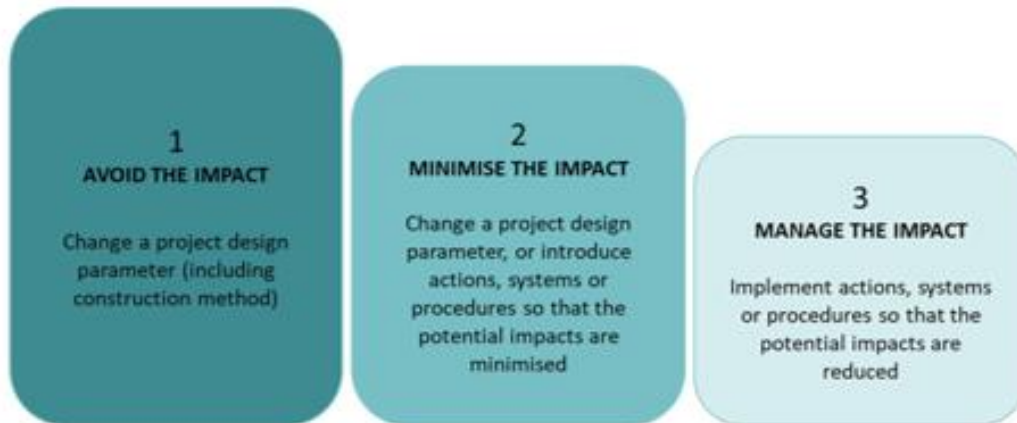 1
AVOID THE IMPACT
Change a project design
parameter (including
construction method)
2
MINIMISE THE IMPACT
Change a project design
parameter, or introduce
actions, systems or
procedures so that the
potential impacts are
minimised
3
MANAGE THE IMPACT
Implement actions, systems
or procedures so that the
potential impacts are
reduced